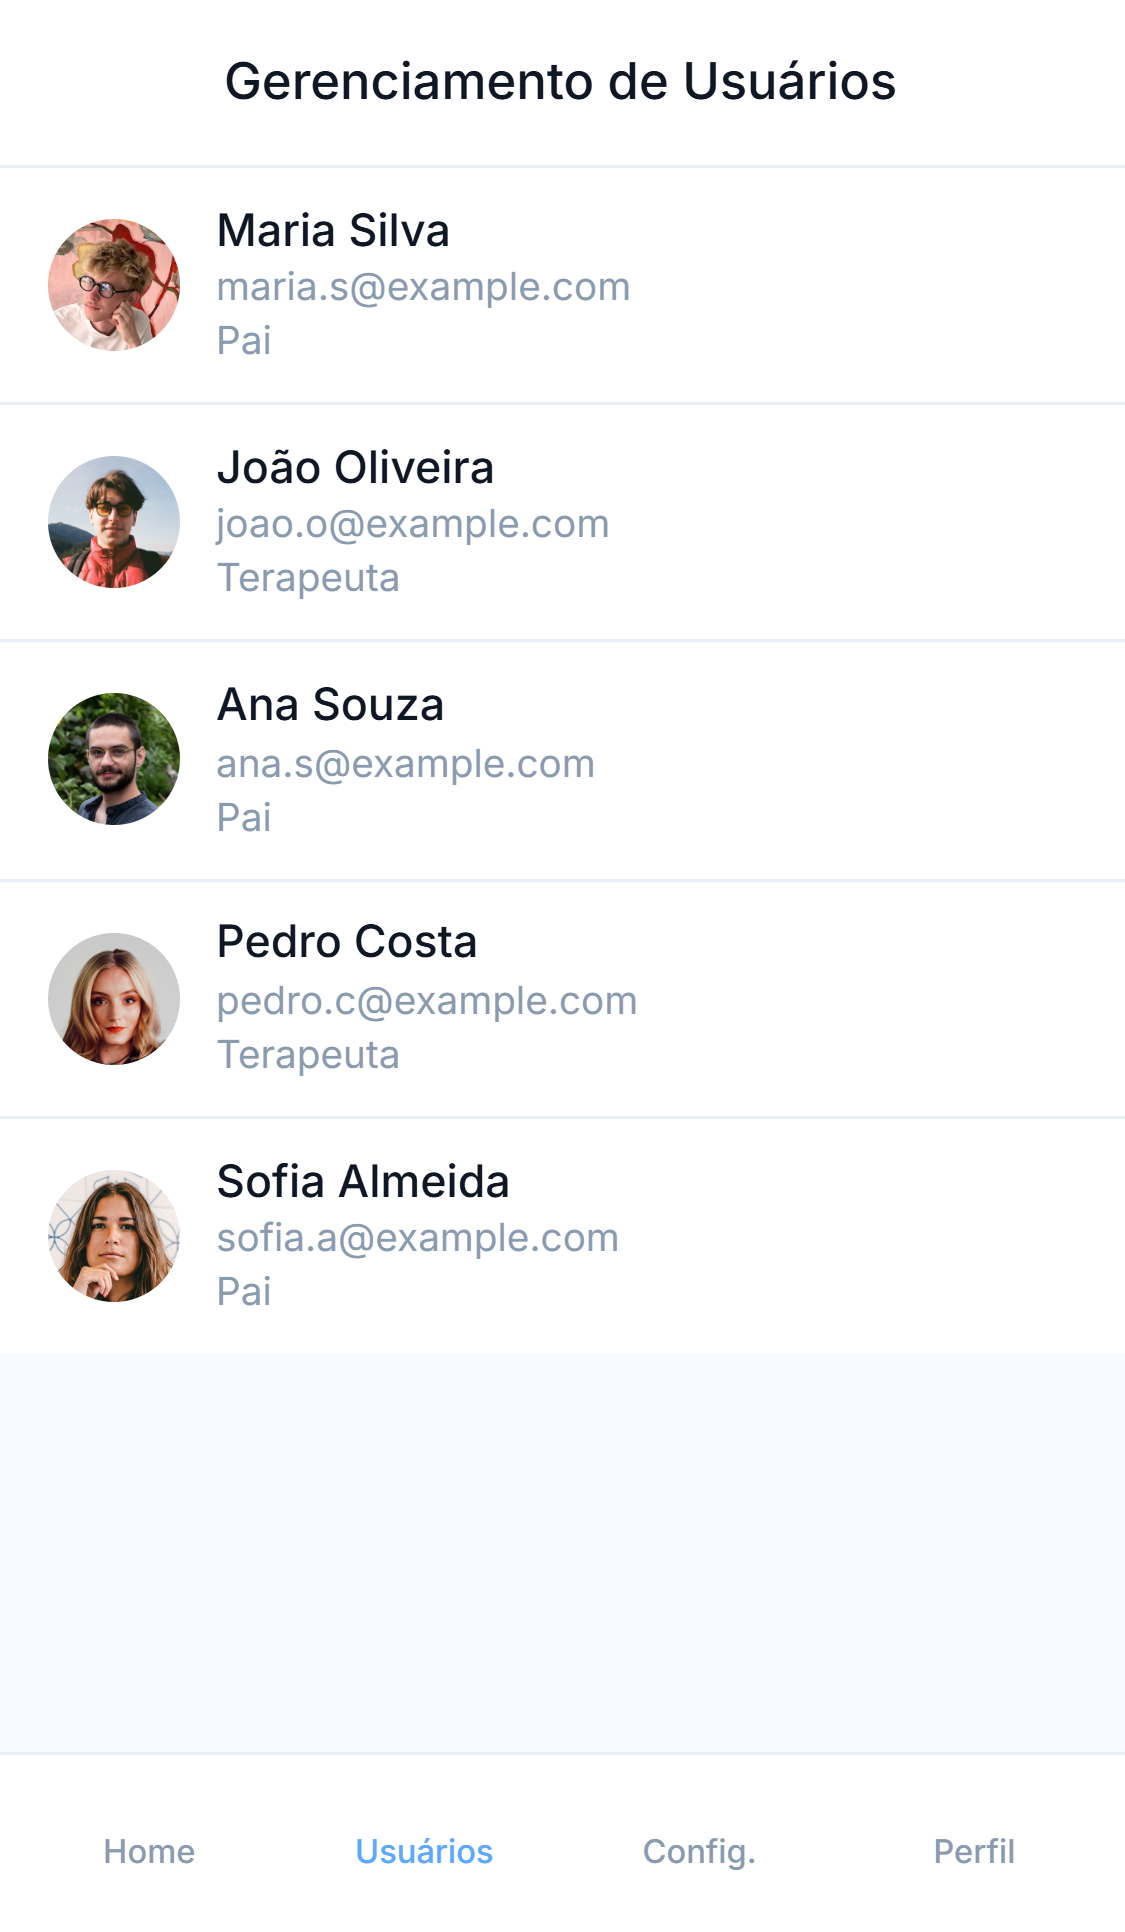 Gerenciamento de Usuários
Maria Silva
maria.s@example.com
Pai
João Oliveira
joao.o@example.com
Terapeuta
Ana Souza
ana.s@example.com
Pai
Pedro Costa
pedro.c@example.com
Terapeuta
Sofia Almeida
sofia.a@example.com
Pai
Home Usuários Config. Perfil